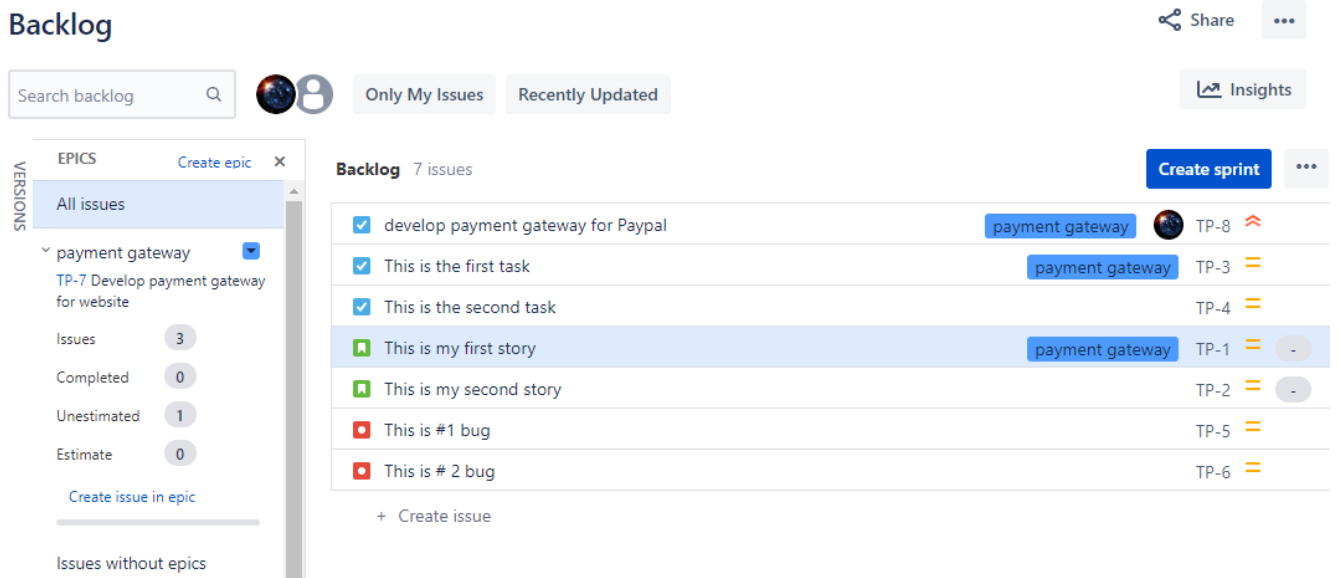 Backlog
Share
Search backlog
Only My Issues
Recently Updated
Insights
VERSIONS
EPICS Create epic
All issues
payment gateway
TP-7 Develop payment gateway
for website
Issues 3
Completed 0
Unestimated 1
Estimate 0
Create issue in epic
Issues without epics
Backlog 7 issues
Create sprint
develop payment gateway for Paypal payment gateway TP-8
This is the first task payment gateway TP-3
This is the second task TP-4
This is my first story payment gateway TP-1 -
This is my second story TP-2 -
This is #1 bug TP-5
This is # 2 bug TP-6
+ Create issue